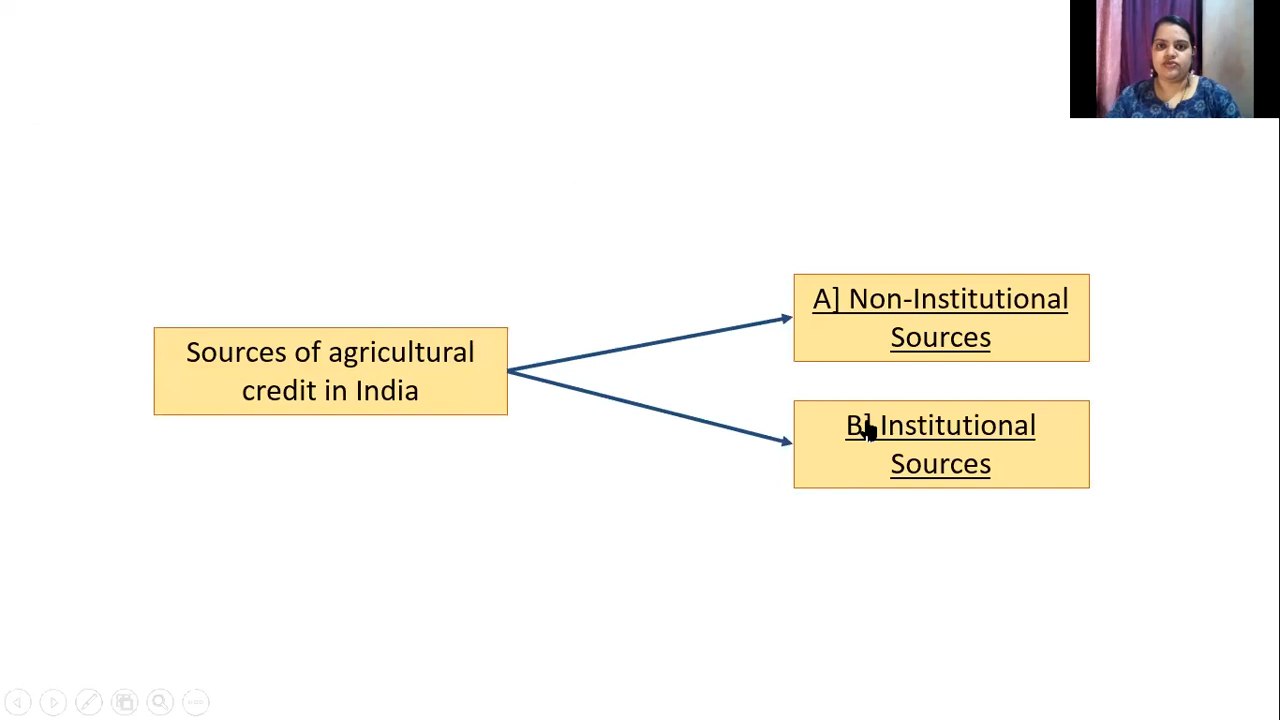 Sources of agricultural
credit in India
A] Non-Institutional
Sources
B] Institutional
Sources